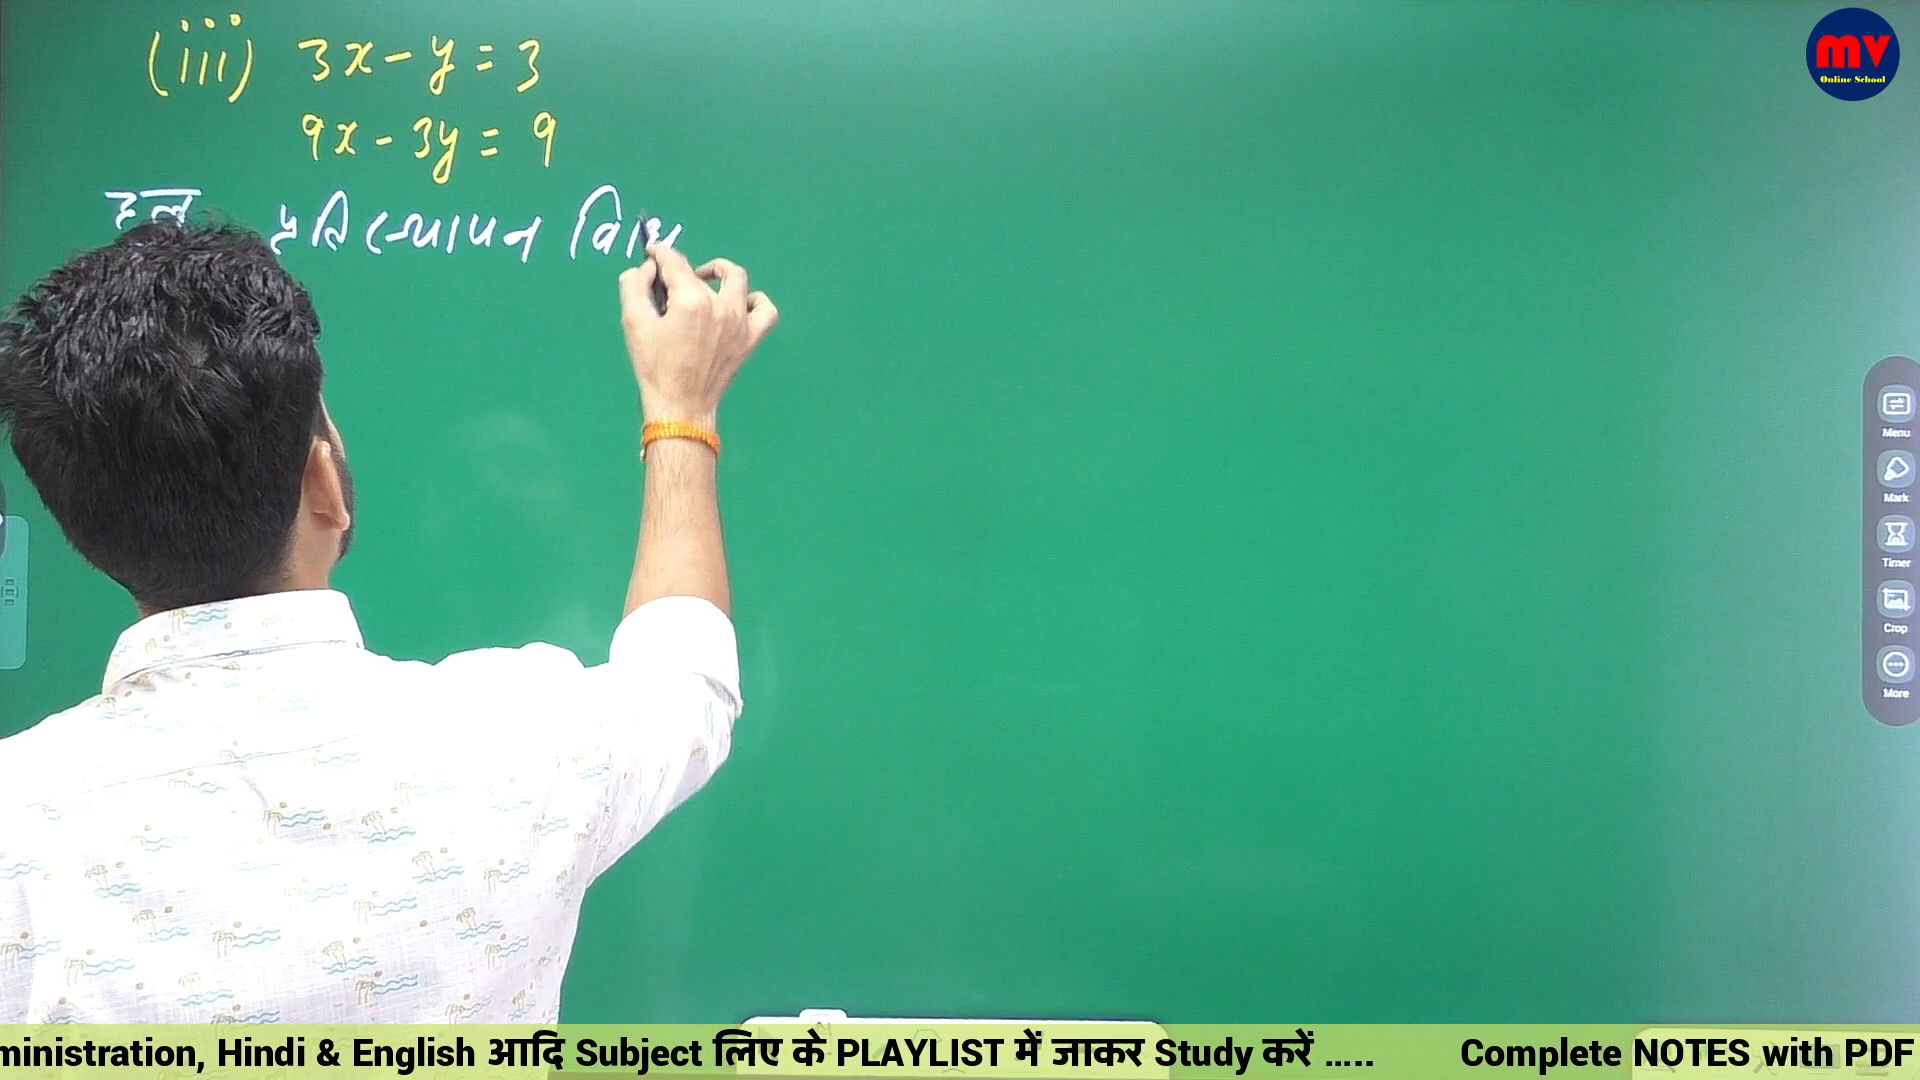 (iii) 3x - y = 3
9x - 3y = 9
हल प्रतिस्थापन विधि
mv
Online School
Menu
Mark
Timer
Crop
More
ministration, Hindi & English आदि Subject लिए के PLAYLIST में जाकर Study करें ..... Complete NOTES with PDF